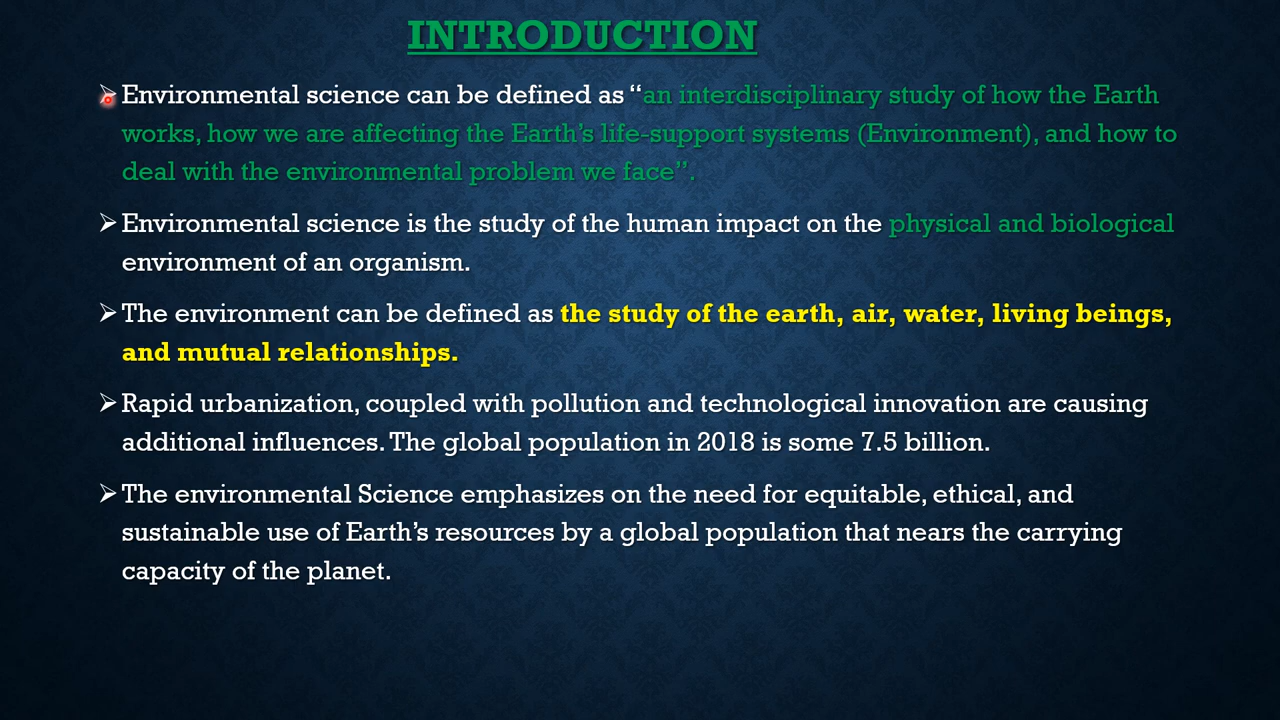 INTRODUCTION
➢Environmental science can be defined as “an interdisciplinary study of how the Earth
works, how we are affecting the Earth’s life-support systems (Environment), and how to
deal with the environmental problem we face”.
➢Environmental science is the study of the human impact on the physical and biological
environment of an organism.
➢The environment can be defined as the study of the earth, air, water, living beings,
and mutual relationships.
➢Rapid urbanization, coupled with pollution and technological innovation are causing
additional influences. The global population in 2018 is some 7.5 billion.
➢The environmental Science emphasizes on the need for equitable, ethical, and
sustainable use of Earth’s resources by a global population that nears the carrying
capacity of the planet.